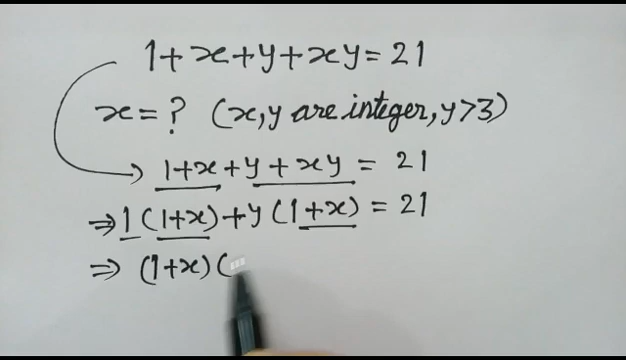 1+x+y+xy=21
x=? (x,y are integer, y>3)
1+x+y+xy = 21
⇒ 1(1+x)+y(1+x) = 21
⇒ (1+x)(